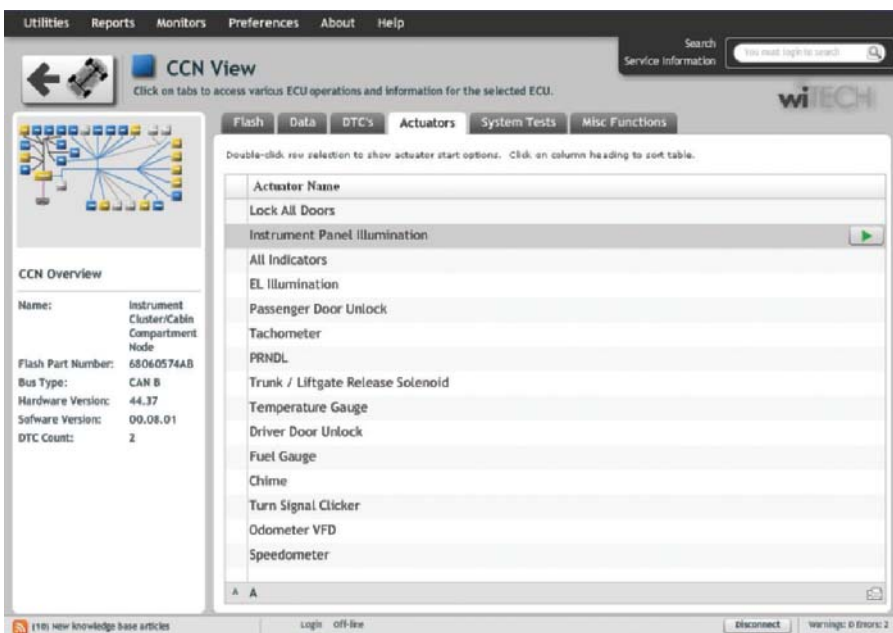 Utilities Reports Monitors Preferences About Help
Search
Service Information
You must login to search
CCN View
Click on tabs to access various ECU operations and information for the selected ECU.
wiTECH
Flash Data DTC's Actuators System Tests Misc Functions
Double-click row selection to show actuator start options. Click on column heading to sort table.
Actuator Name
Lock All Doors
Instrument Panel Illumination
All Indicators
EL Illumination
Passenger Door Unlock
Tachometer
PRNDL
Trunk / Liftgate Release Solenoid
Temperature Gauge
Driver Door Unlock
Fuel Gauge
Chime
Turn Signal Clicker
Odometer VFD
Speedometer
A A
CCN Overview
Name: Instrument
Cluster/Cabin
Compartment
Node
Flash Part Number: 68060574AB
Bus Type: CAN B
Hardware Version: 44.37
Sofware Version: 00.08.01
DTC Count: 2
(10) New knowledge base articles
Login Off-line
Disconnect
Warnings: 0 Errors: 2